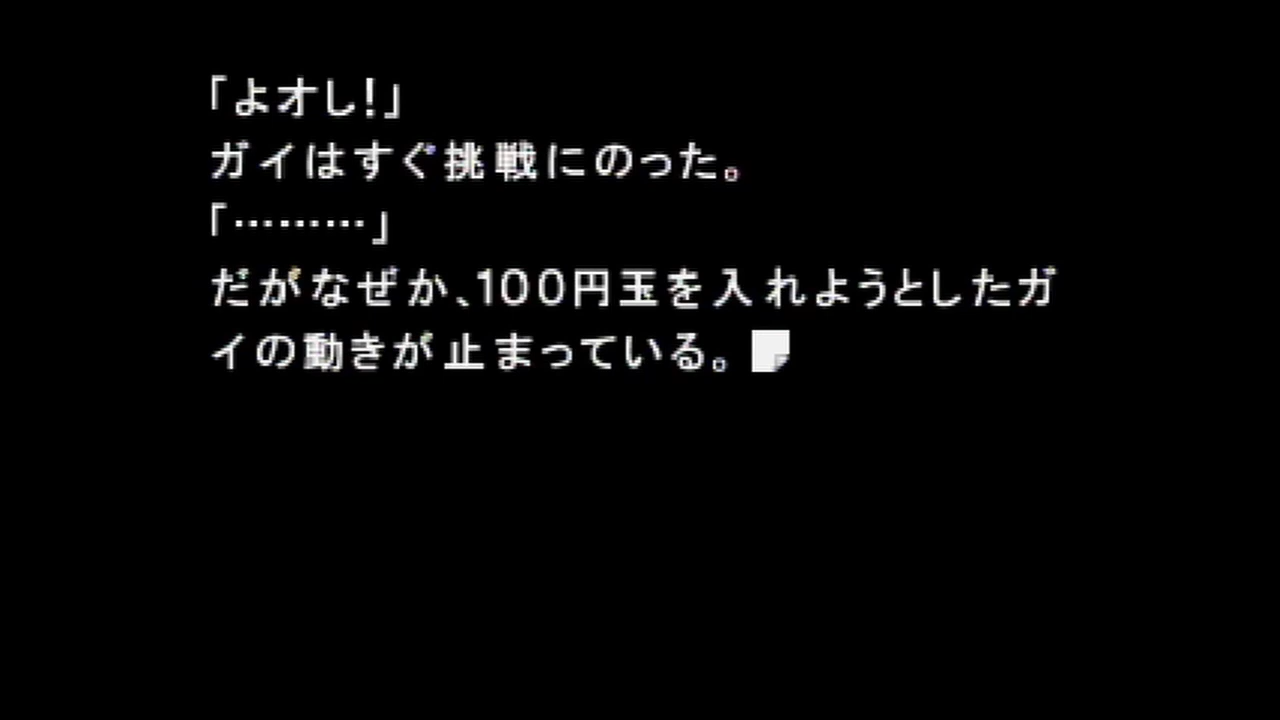 「よオし!」
ガイはすぐ挑戦にのった。
「………」
だがなぜか、100円玉を入れようとしたガ
イの動きが止まっている。